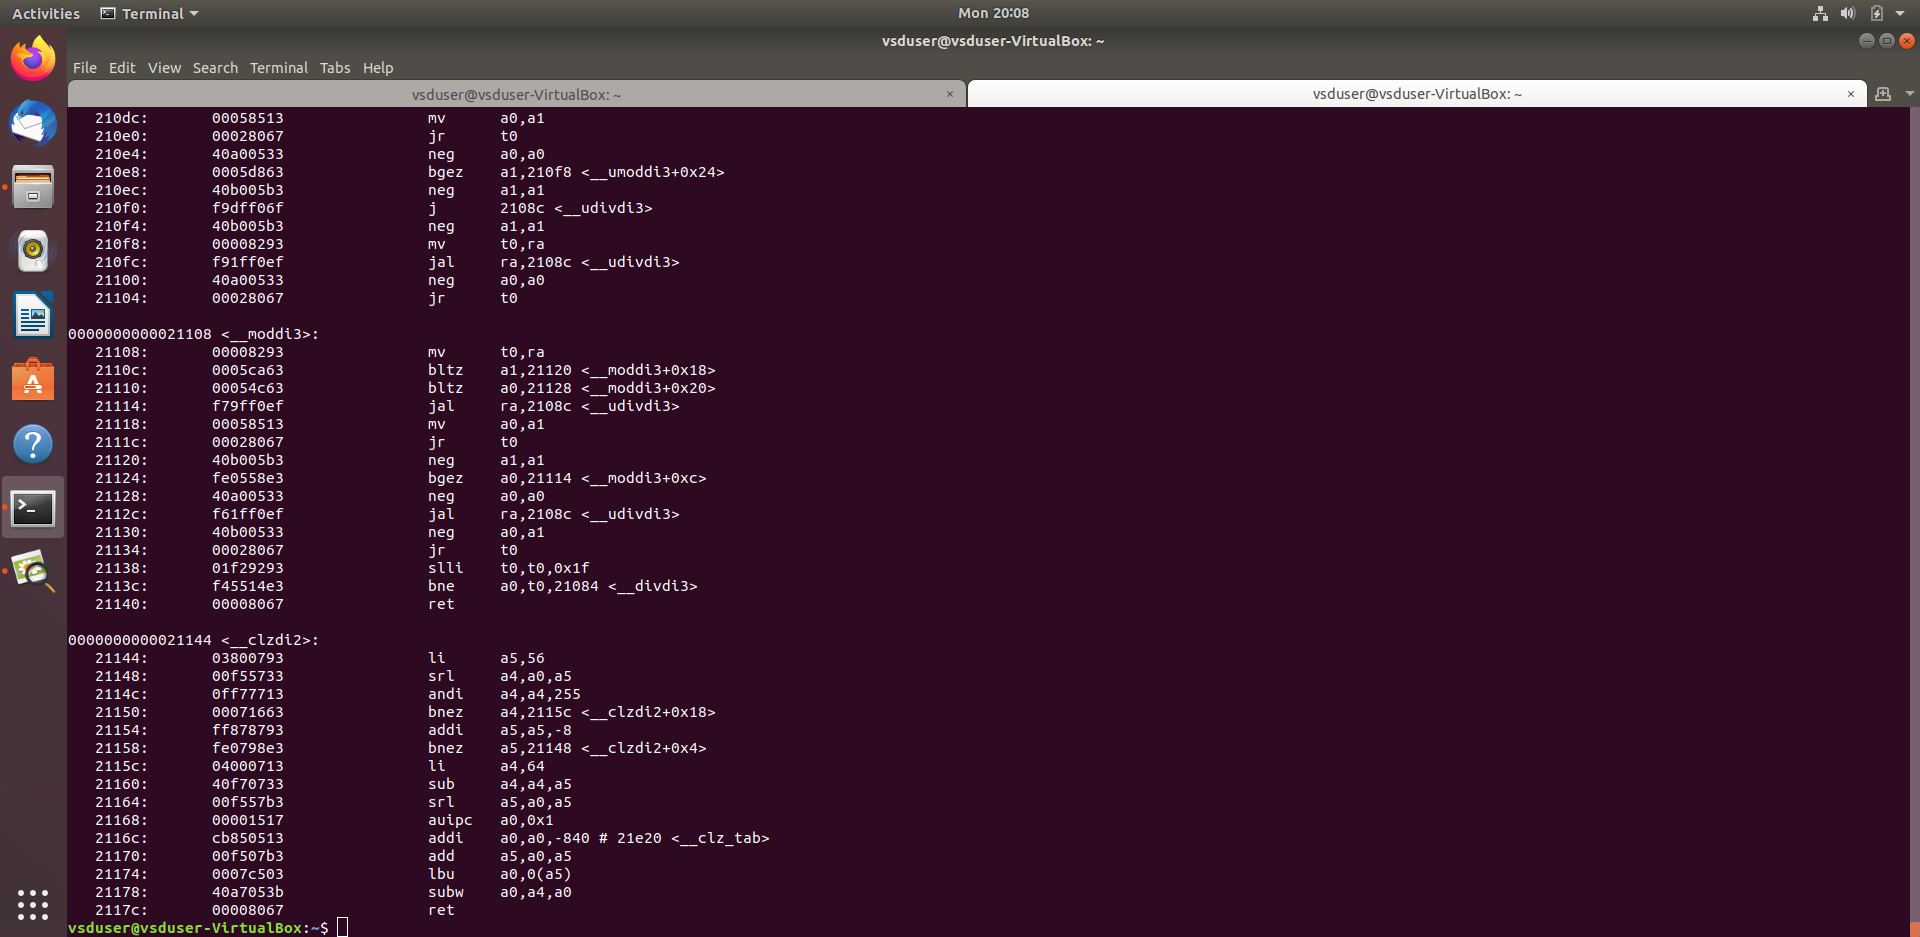 Activities Terminal Mon 20:08
vsduser@vsduser-VirtualBox: ~
File Edit View Search Terminal Tabs Help
vsduser@vsduser-VirtualBox: ~ × vsduser@vsduser-VirtualBox: ~ ×
210dc: 00058513 mv a0,a1
210e0: 00028067 jr t0
210e4: 40a00533 neg a0,a0
210e8: 0005d863 bgez a1,210f8 <__umoddi3+0x24>
210ec: 40b005b3 neg a1,a1
210f0: f9dff06f j 2108c <__udivdi3>
210f4: 40b005b3 neg a1,a1
210f8: 00008293 mv t0,ra
210fc: f91ff0ef jal ra,2108c <__udivdi3>
21100: 40a00533 neg a0,a0
21104: 00028067 jr t0
0000000000021108 <__moddi3>:
21108: 00008293 mv t0,ra
2110c: 0005ca63 bltz a1,21120 <__moddi3+0x18>
21110: 00054c63 bltz a0,21128 <__moddi3+0x20>
21114: f79ff0ef jal ra,2108c <__udivdi3>
21118: 00058513 mv a0,a1
2111c: 00028067 jr t0
21120: 40b005b3 neg a1,a1
21124: fe0558e3 bgez a0,21114 <__moddi3+0xc>
21128: 40a00533 neg a0,a0
2112c: f61ff0ef jal ra,2108c <__udivdi3>
21130: 40b00533 neg a0,a1
21134: 00028067 jr t0
21138: 01f29293 slli t0,t0,0x1f
2113c: f45514e3 bne a0,t0,21084 <__divdi3>
21140: 00008067 ret
0000000000021144 <__clzdi2>:
21144: 03800793 li a5,56
21148: 00f55733 srl a4,a0,a5
2114c: 0ff77713 andi a4,a4,255
21150: 00071663 bnez a4,2115c <__clzdi2+0x18>
21154: ff878793 addi a5,a5,-8
21158: fe0798e3 bnez a5,21148 <__clzdi2+0x4>
2115c: 04000713 li a4,64
21160: 40f70733 sub a4,a4,a5
21164: 00f557b3 srl a5,a0,a5
21168: 00001517 auipc a0,0x1
2116c: cb850513 addi a0,a0,-840 # 21e20 <__clz_tab>
21170: 00f507b3 add a5,a0,a5
21174: 0007c503 lbu a0,0(a5)
21178: 40a7053b subw a0,a4,a0
2117c: 00008067 ret
vsduser@vsduser-VirtualBox:~$